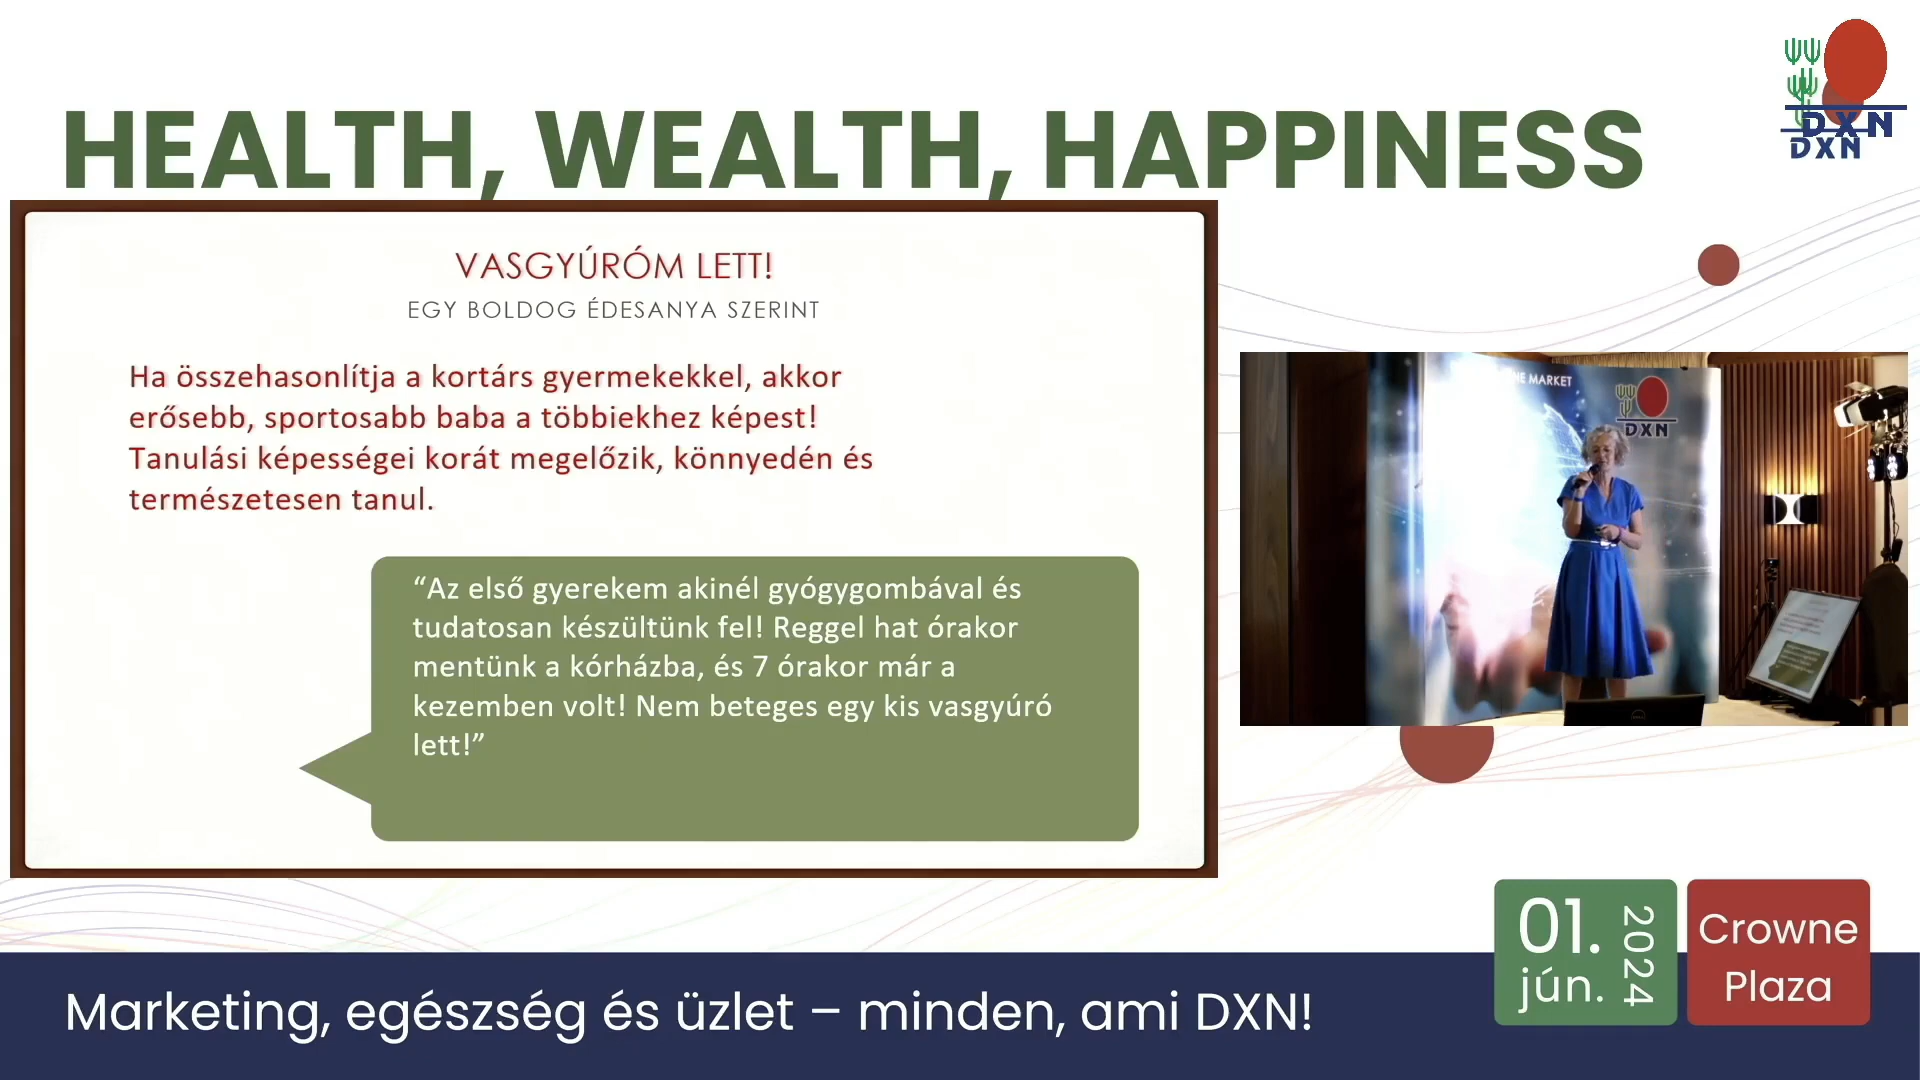 HEALTH, WEALTH, HAPPINESS
DXN
DXN
VASGYÚRÓM LETT!
EGY BOLDOG ÉDESANYA SZERINT
Ha összehasonlítja a kortárs gyermekekkel, akkor
erősebb, sportosabb baba a többiekhez képest!
Tanulási képességei korát megelőzik, könnyedén és
természetesen tanul.
“Az első gyerekem akinél gyógygombával és
tudatosan készültünk fel! Reggel hat órakor
mentünk a kórházba, és 7 órakor már a
kezemben volt! Nem beteges egy kis vasgyúró
lett!”
MARKET
DXN
01.
jún.
2024
Crowne
Plaza
Marketing, egészség és üzlet – minden, ami DXN!